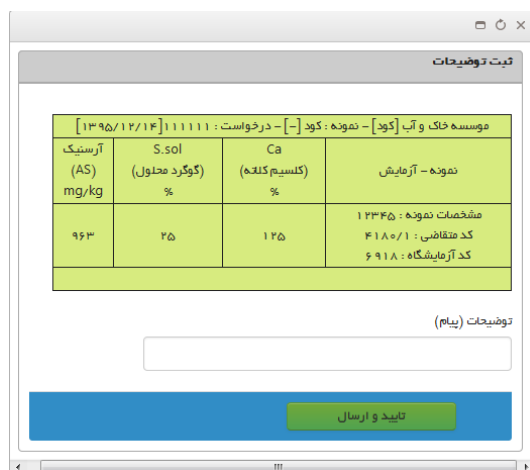 ثبت توضیحات
موسسه خاک و آب [کود] – نمونه : کود [-] – درخواست : ۱۱۱۱۱۱[۱۳۹۵/۱۲/۱۴]
نمونه – آزمایش
Ca
(کلسیم کلاته)
%
S.sol
(گوگرد محلول)
%
آرسنیک
(AS)
mg/kg
مشخصات نمونه : ۱۲۳۴۵
کد متقاضی : ۴۱۸۰/۱
کد آزمایشگاه : ۶۹۱۸
۱۲۵
۲۵
۹۶۳
توضیحات (پیام)
تایید و ارسال